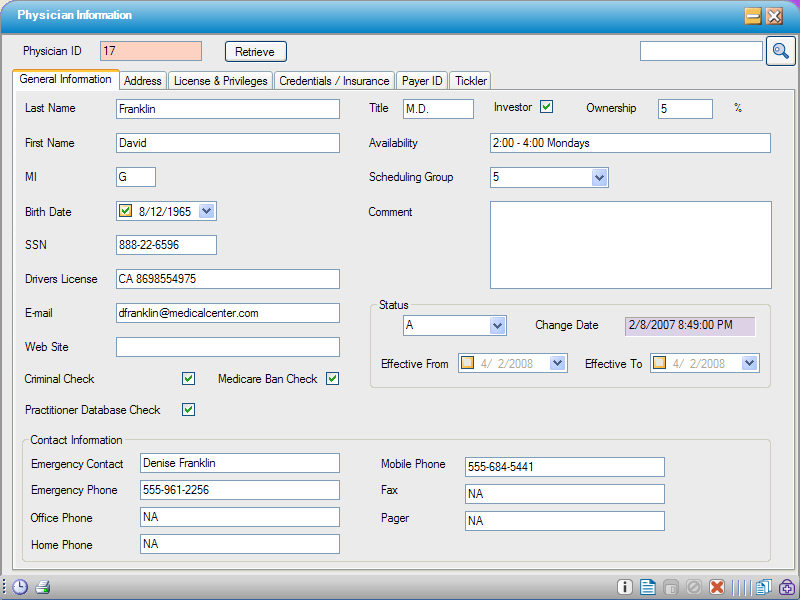 Physician Information
Physician ID 17 Retrieve
General Information Address License & Privileges Credentials / Insurance Payer ID Tickler
Last Name Franklin Title M.D. Investor Ownership 5 %
First Name David Availability 2:00 - 4:00 Mondays
MI G Scheduling Group 5
Birth Date 8/12/1965 Comment
SSN 888-22-6596
Drivers License CA 8698554975
Status
E-mail dfranklin@medicalcenter.com A Change Date 2/8/2007 8:49:00 PM
Web Site
Effective From 4/ 2/2008 Effective To 4/ 2/2008
Criminal Check Medicare Ban Check
Practitioner Database Check
Contact Information
Emergency Contact Denise Franklin Mobile Phone 555-684-5441
Emergency Phone 555-961-2256 Fax NA
Office Phone NA Pager NA
Home Phone NA